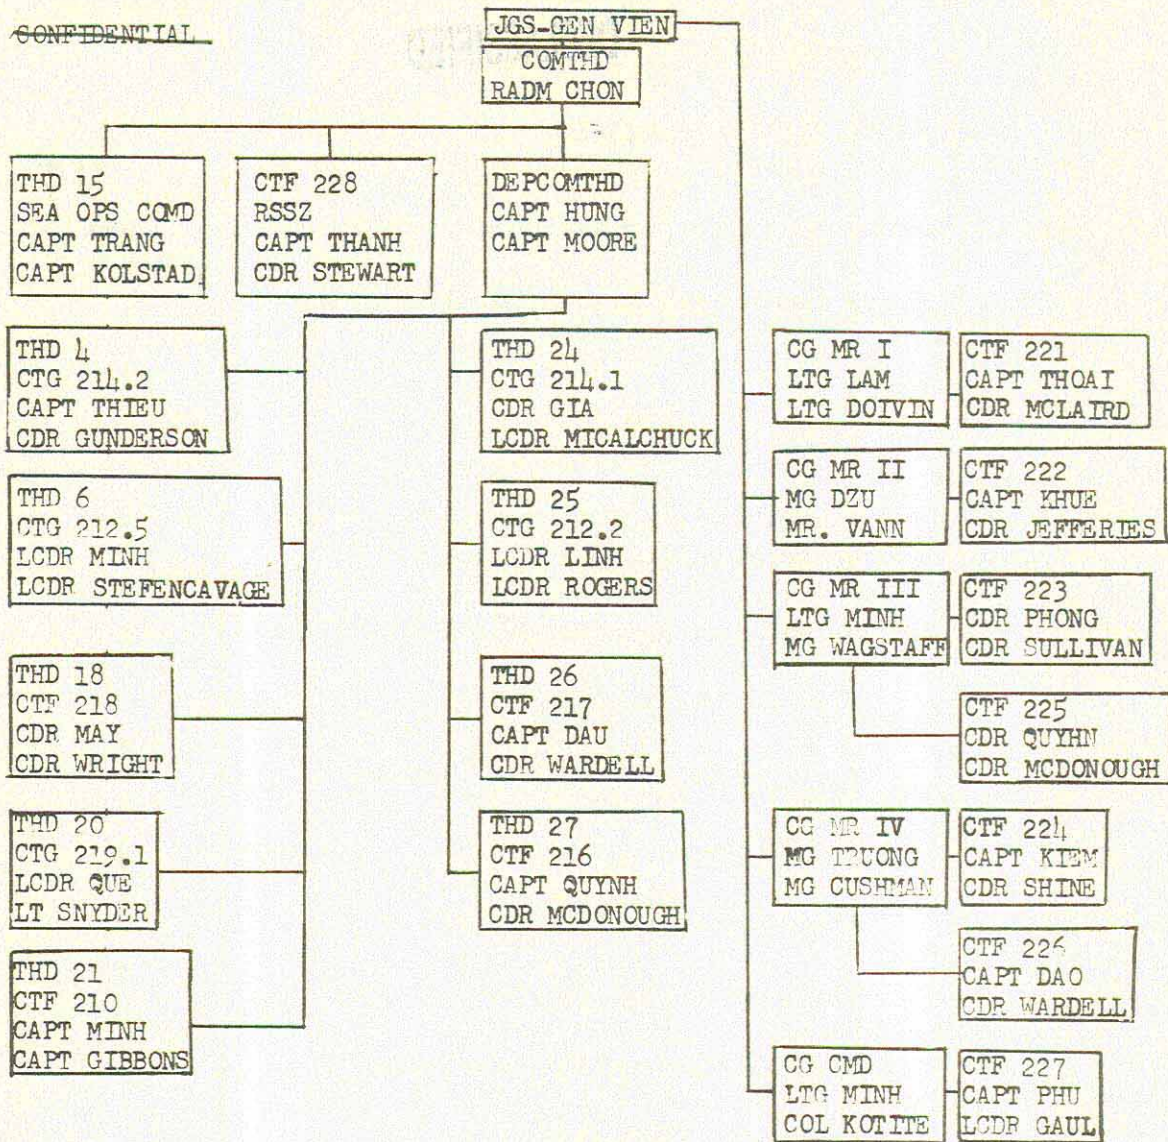 CONFIDENTIAL
JGS-GEN VIEN
COMTHD
RADM CHON
THD 15
SEA OPS COMD
CAPT TRANG
CAPT KOLSTAD
CTF 228
RSSZ
CAPT THANH
CDR STEWART
DEPCOMTHD
CAPT HUNG
CAPT MOORE
THD 4
CTG 214.2
CAPT THIEU
CDR GUNDERSON
THD 6
CTG 212.5
LCDR MINH
LCDR STEFENCAVAGE
THD 18
CTF 218
CDR MAY
CDR WRIGHT
THD 20
CTG 219.1
LCDR QUE
LT SNYDER
THD 21
CTF 210
CAPT MINH
CAPT GIBBONS
THD 24
CTG 214.1
CDR GIA
LCDR MICALCHUCK
THD 25
CTG 212.2
LCDR LINH
LCDR ROGERS
THD 26
CTF 217
CAPT DAU
CDR WARDELL
THD 27
CTF 216
CAPT QUYNH
CDR MCDONOUGH
CG MR I
LTG LAM
LTG DOIVIN
CTF 221
CAPT THOAI
CDR MCLAIRD
CG MR II
MG DZU
MR. VANN
CTF 222
CAPT KHUE
CDR JEFFERIES
CG MR III
LTG MINH
MG WAGSTAFF
CTF 223
CDR PHONG
CDR SULLIVAN
CTF 225
CDR QUYHN
CDR MCDONOUGH
CG MR IV
MG TRUONG
MG CUSHMAN
CTF 224
CAPT KIEM
CDR SHINE
CTF 226
CAPT DAO
CDR WARDELL
CG CMD
LTG MINH
COL KOTITE
CTF 227
CAPT PHU
LCDR GAUL